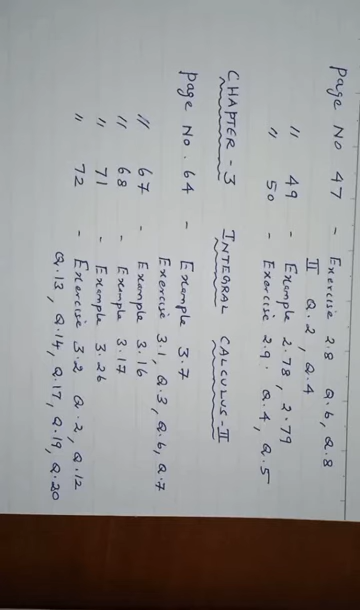 Page No 47 - Exercise 2.8 Q.6, Q.8
II Q.2, Q.4
" 49 - Example 2.78, 2.79
" 50 - Exercise 2.9. Q.4, Q.5
CHAPTER - 3 INTEGRAL CALCULUS - II
Page No. 64 - Example 3.7
Exercise 3.1, Q.3, Q.6, Q.7
" 67 - Example 3.16
" 68 - Example 3.17
" 71 - Example 3.26
" 72 - Exercise 3.2 Q.2, Q.12
Q.13, Q.14, Q.17, Q.19, Q.20